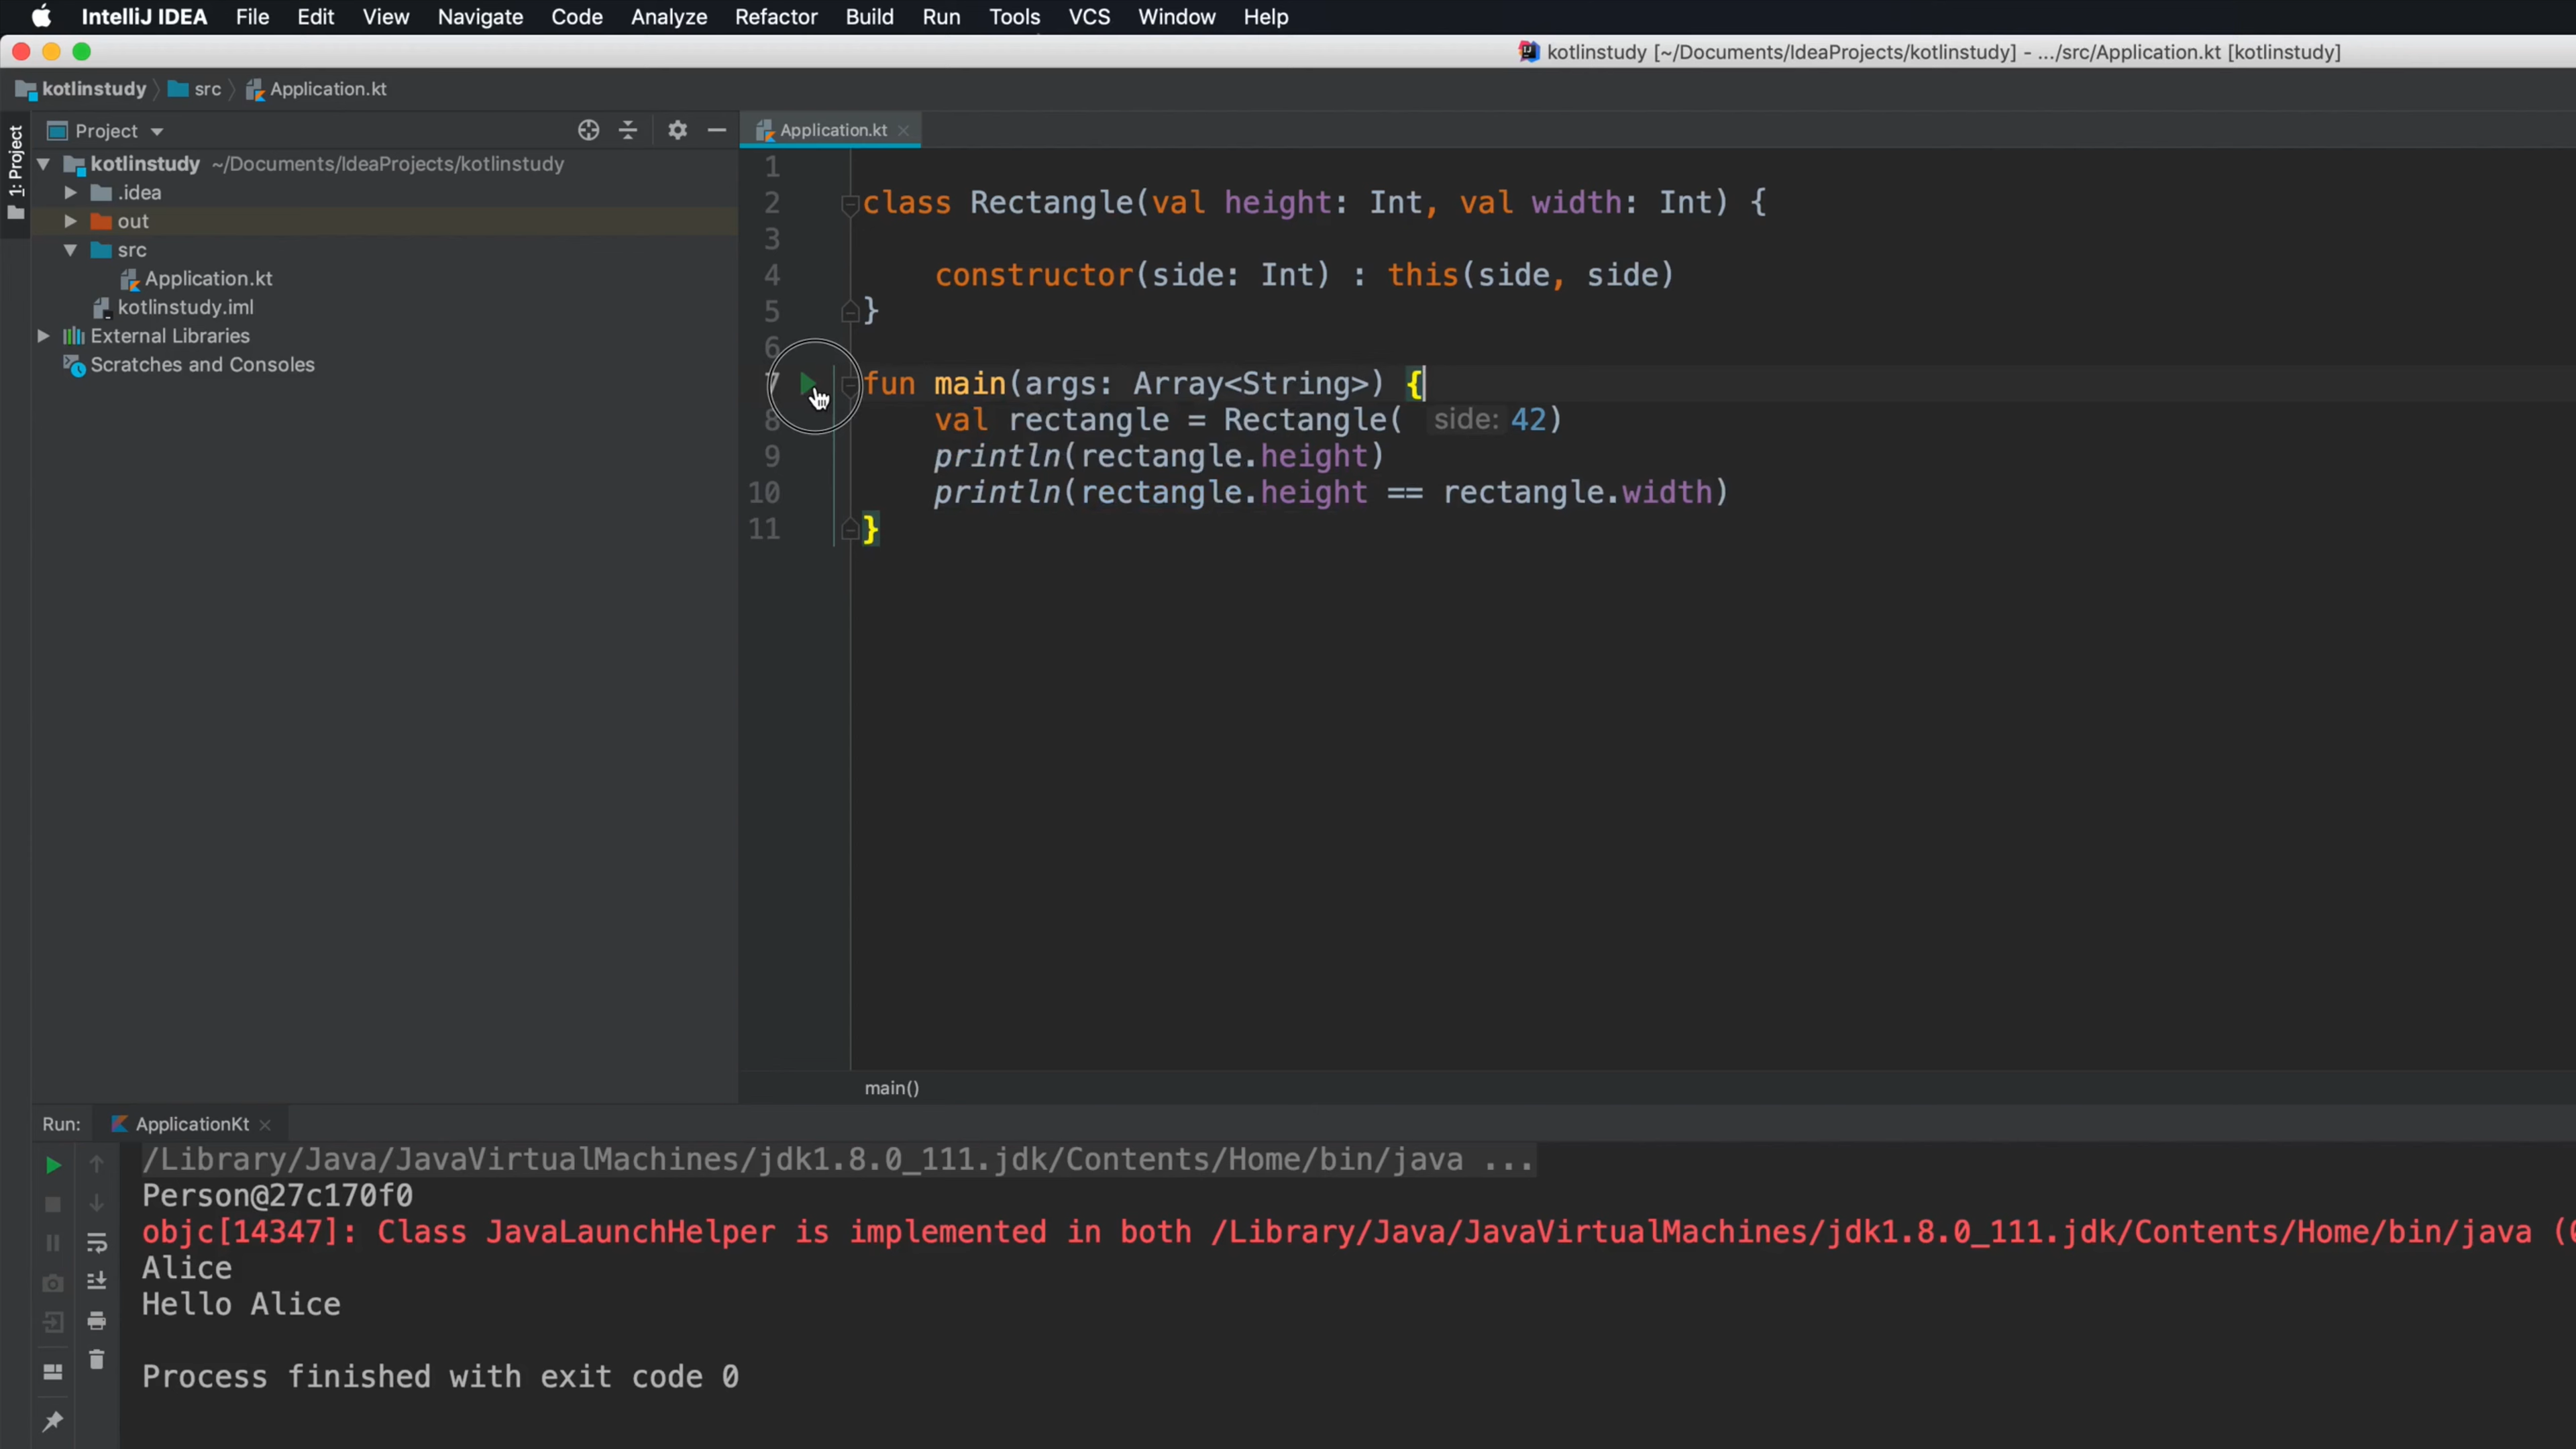 IntelliJ IDEA File Edit View Navigate Code Analyze Refactor Build Run Tools VCS Window Help
kotlinstudy [~/Documents/IdeaProjects/kotlinstudy] - .../src/Application.kt [kotlinstudy]
kotlinstudy src Application.kt
1: Project
Project
kotlinstudy ~/Documents/IdeaProjects/kotlinstudy
.idea
out
src
Application.kt
kotlinstudy.iml
External Libraries
Scratches and Consoles
Application.kt
1
2 class Rectangle(val height: Int, val width: Int) {
3
4 constructor(side: Int) : this(side, side)
5 }
6
7 fun main(args: Array<String>) {
8 val rectangle = Rectangle( side: 42)
9 println(rectangle.height)
10 println(rectangle.height == rectangle.width)
11 }
main()
Run: ApplicationKt
/Library/Java/JavaVirtualMachines/jdk1.8.0_111.jdk/Contents/Home/bin/java ...
Person@27c170f0
objc[14347]: Class JavaLaunchHelper is implemented in both /Library/Java/JavaVirtualMachines/jdk1.8.0_111.jdk/Contents/Home/bin/java (
Alice
Hello Alice
Process finished with exit code 0